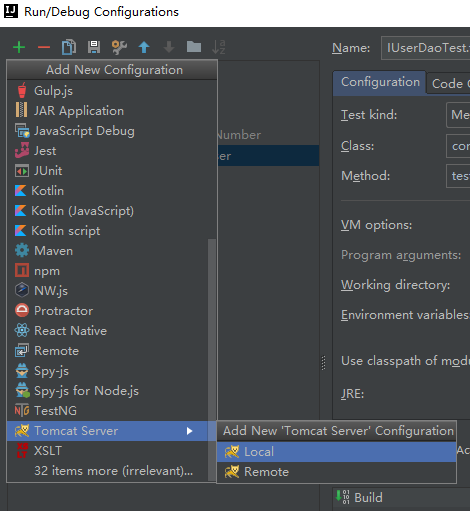 Run/Debug Configurations
Add New Configuration
Gulp.js
JAR Application
JavaScript Debug
Jest
JUnit
Kotlin
Kotlin (JavaScript)
Kotlin script
Maven
npm
NW.js
Protractor
React Native
Remote
Spy-js
Spy-js for Node.js
TestNG
Tomcat Server
XSLT
32 items more (irrelevant)...
Number
er
Add New 'Tomcat Server' Configuration
Local
Remote
Name: IUserDaoTest.
Configuration Code C
Test kind: Me
Class: con
Method: test
VM options:
Program arguments:
Working directory:
Environment variables
Use classpath of modu
JRE:
Ac
Build